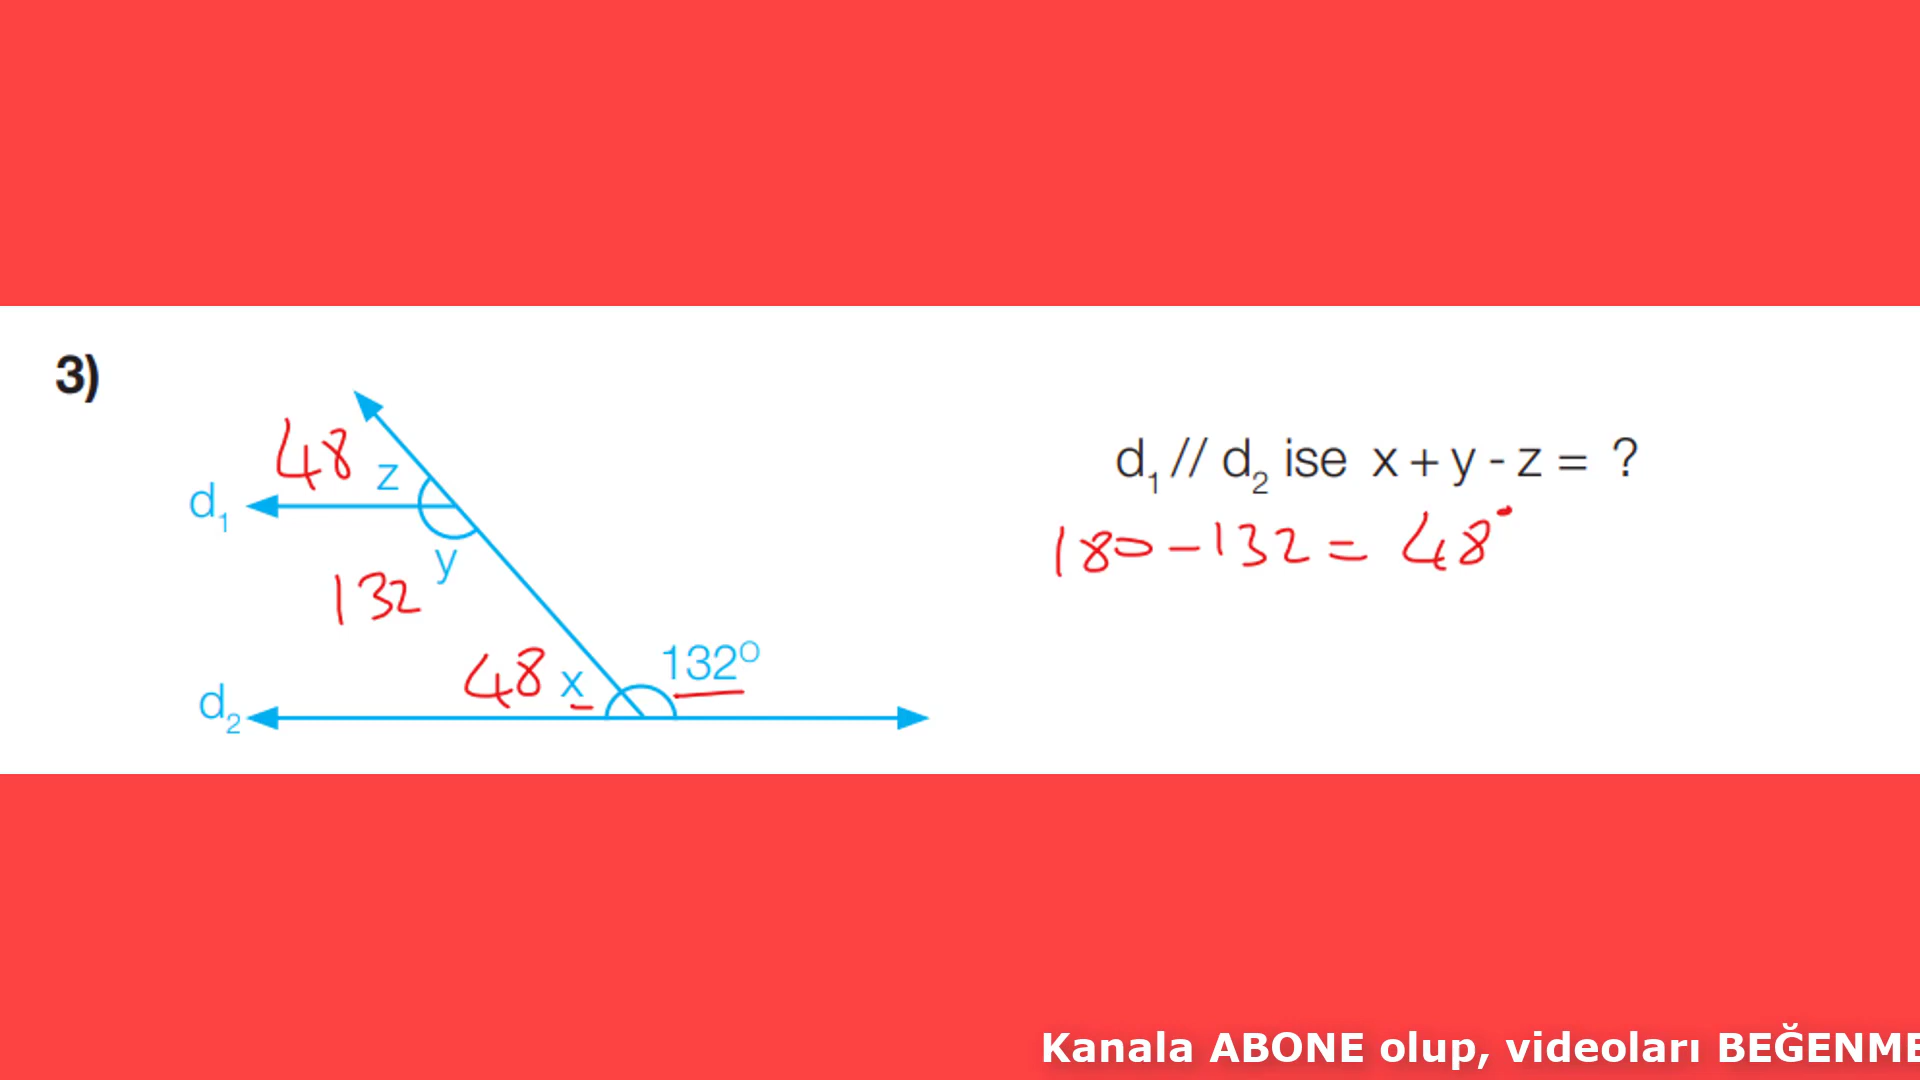 3)
48
z
d₁
y
132
48 x 132°
d₂
d₁ // d₂ ise x + y - z = ?
180 - 132 = 48°
Kanala ABONE olup, videoları BEĞENME